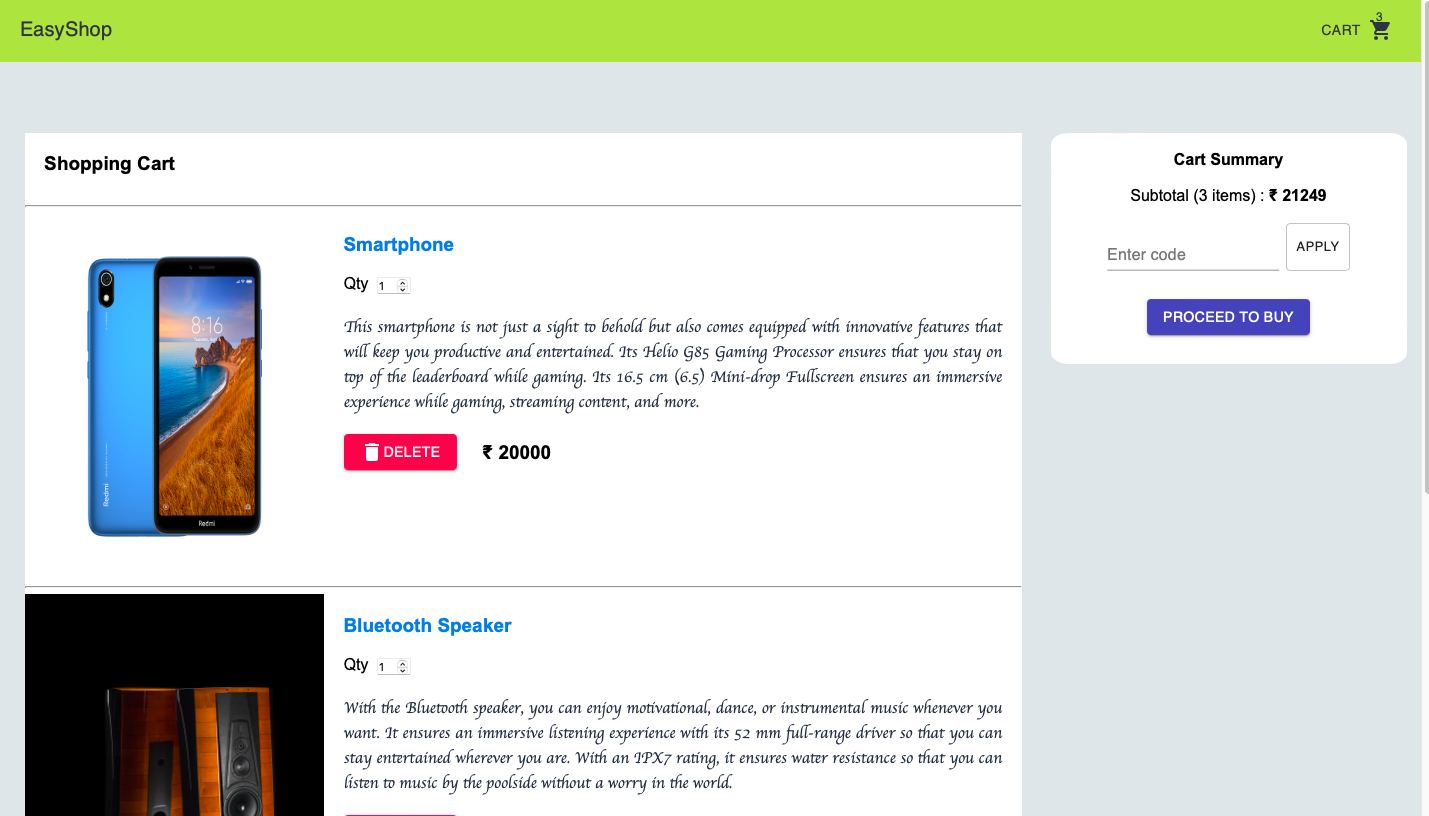 EasyShop
CART 3
Shopping Cart
Smartphone
Qty 1
This smartphone is not just a sight to behold but also comes equipped with innovative features that
will keep you productive and entertained. Its Helio G85 Gaming Processor ensures that you stay on
top of the leaderboard while gaming. Its 16.5 cm (6.5) Mini-drop Fullscreen ensures an immersive
experience while gaming, streaming content, and more.
DELETE ₹ 20000
8:16
Redmi
Redmi
Bluetooth Speaker
Qty 1
With the Bluetooth speaker, you can enjoy motivational, dance, or instrumental music whenever you
want. It ensures an immersive listening experience with its 52 mm full-range driver so that you can
stay entertained wherever you are. With an IPX7 rating, it ensures water resistance so that you can
listen to music by the poolside without a worry in the world.
Cart Summary
Subtotal (3 items) : ₹ 21249
Enter code
APPLY
PROCEED TO BUY